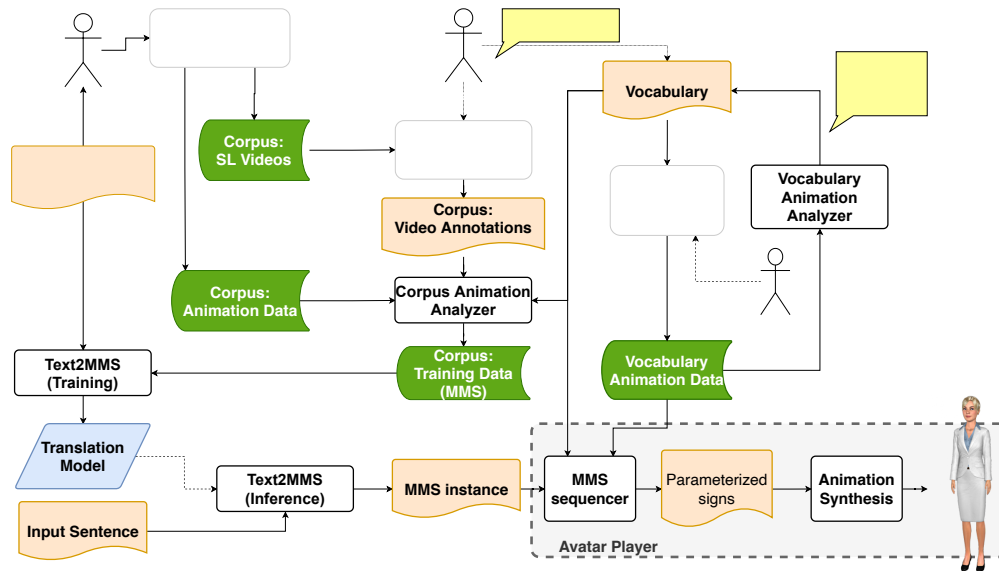 Vocabulary
Corpus:
SL Videos
Vocabulary
Animation
Analyzer
Corpus:
Video Annotations
Corpus:
Animation Data
Corpus Animation
Analyzer
Text2MMS
(Training)
Corpus:
Training Data
(MMS)
Vocabulary
Animation Data
Translation
Model
Text2MMS
(Inference)
MMS instance
MMS
sequencer
Parameterized
signs
Animation
Synthesis
Input Sentence
Avatar Player